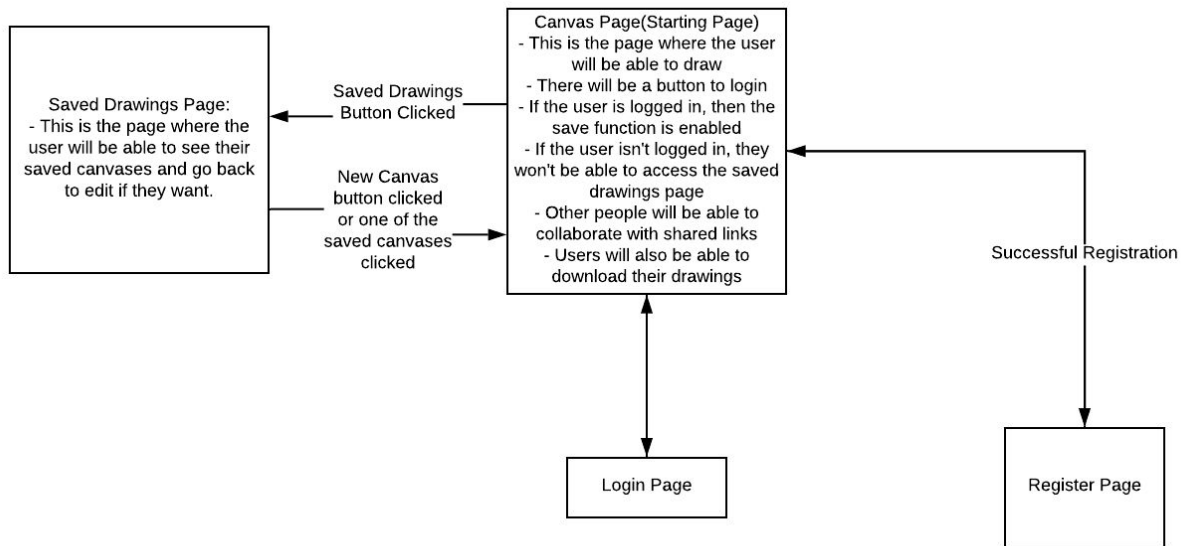 Saved Drawings Page:
- This is the page where the
user will be able to see their
saved canvases and go back
to edit if they want.
Saved Drawings
Button Clicked
New Canvas
button clicked
or one of the
saved canvases
clicked
Canvas Page(Starting Page)
- This is the page where the user
will be able to draw
- There will be a button to login
- If the user is logged in, then the
save function is enabled
- If the user isn't logged in, they
won't be able to access the saved
drawings page
- Other people will be able to
collaborate with shared links
- Users will also be able to
download their drawings
Successful Registration
Login Page
Register Page